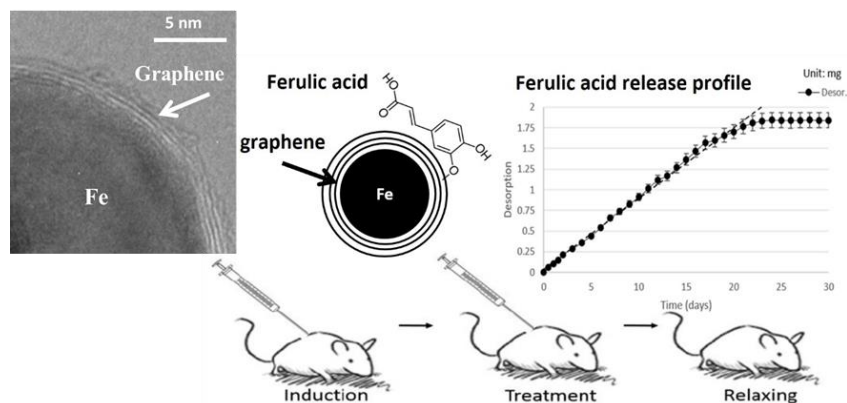 5 nm
Graphene
Fe
Ferulic acid
HO
O
OH
O
graphene
Fe
Ferulic acid release profile
Unit: mg
Desor.
Desorption
2
1.75
1.5
1.25
1
0.75
0.5
0.25
0
0 5 10 15 20 25 30
Time (days)
Induction
Treatment
Relaxing